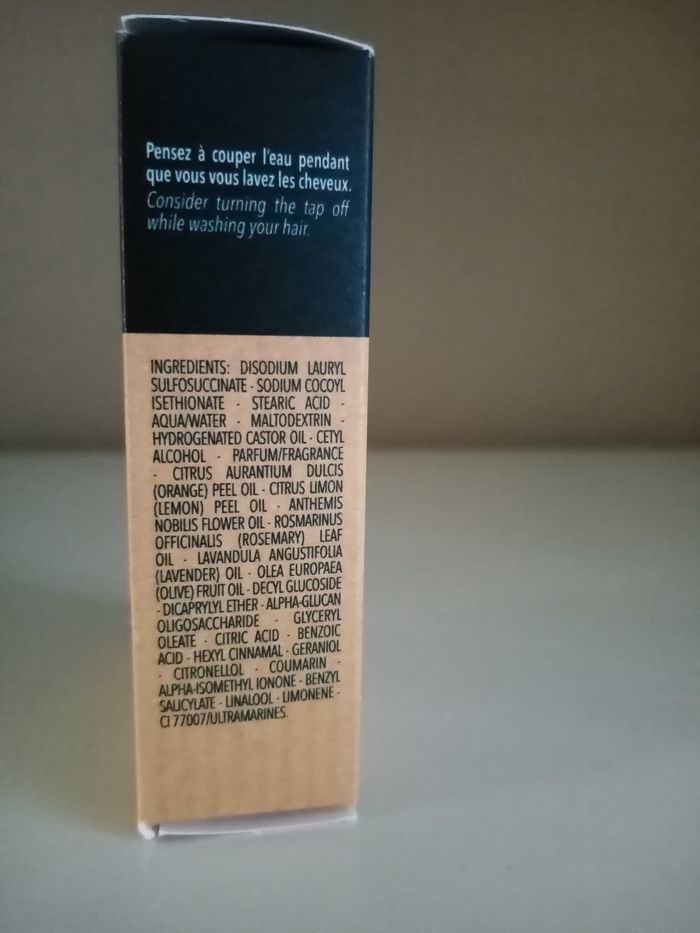 Pensez à couper l'eau pendant
que vous vous lavez les cheveux.
Consider turning the tap off
while washing your hair.
INGREDIENTS: DISODIUM LAURYL
SULFOSUCCINATE - SODIUM COCOYL
ISETHIONATE - STEARIC ACID -
AQUA/WATER - MALTODEXTRIN -
HYDROGENATED CASTOR OIL - CETYL
ALCOHOL - PARFUM/FRAGRANCE
- CITRUS AURANTIUM DULCIS
(ORANGE) PEEL OIL - CITRUS LIMON
(LEMON) PEEL OIL - ANTHEMIS
NOBILIS FLOWER OIL - ROSMARINUS
OFFICINALIS (ROSEMARY) LEAF
OIL - LAVANDULA ANGUSTIFOLIA
(LAVENDER) OIL - OLEA EUROPAEA
(OLIVE) FRUIT OIL - DECYL GLUCOSIDE
- DICAPRYLYL ETHER - ALPHA-GLUCAN
OLIGOSACCHARIDE - GLYCERYL
OLEATE - CITRIC ACID - BENZOIC
ACID - HEXYL CINNAMAL - GERANIOL
- CITRONELLOL - COUMARIN -
ALPHA-ISOMETHYL IONONE - BENZYL
SALICYLATE - LINALOOL - LIMONENE -
CI 77007/ULTRAMARINES.